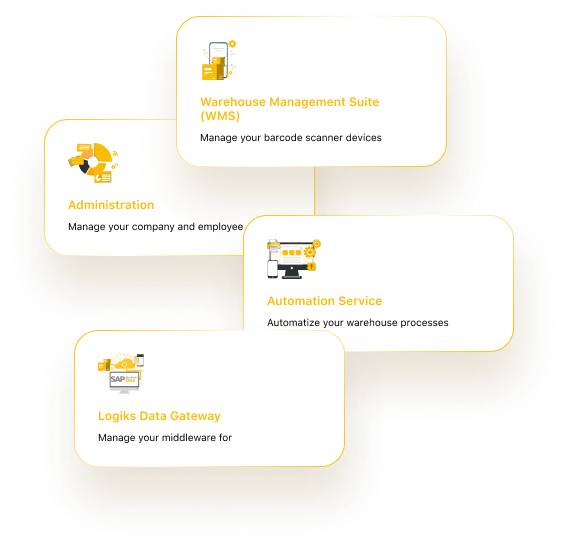 Warehouse Management Suite
(WMS)
Manage your barcode scanner devices
Administration
Manage your company and employee
Automation Service
Automatize your warehouse processes
SAP
Logiks Data Gateway
Manage your middleware for